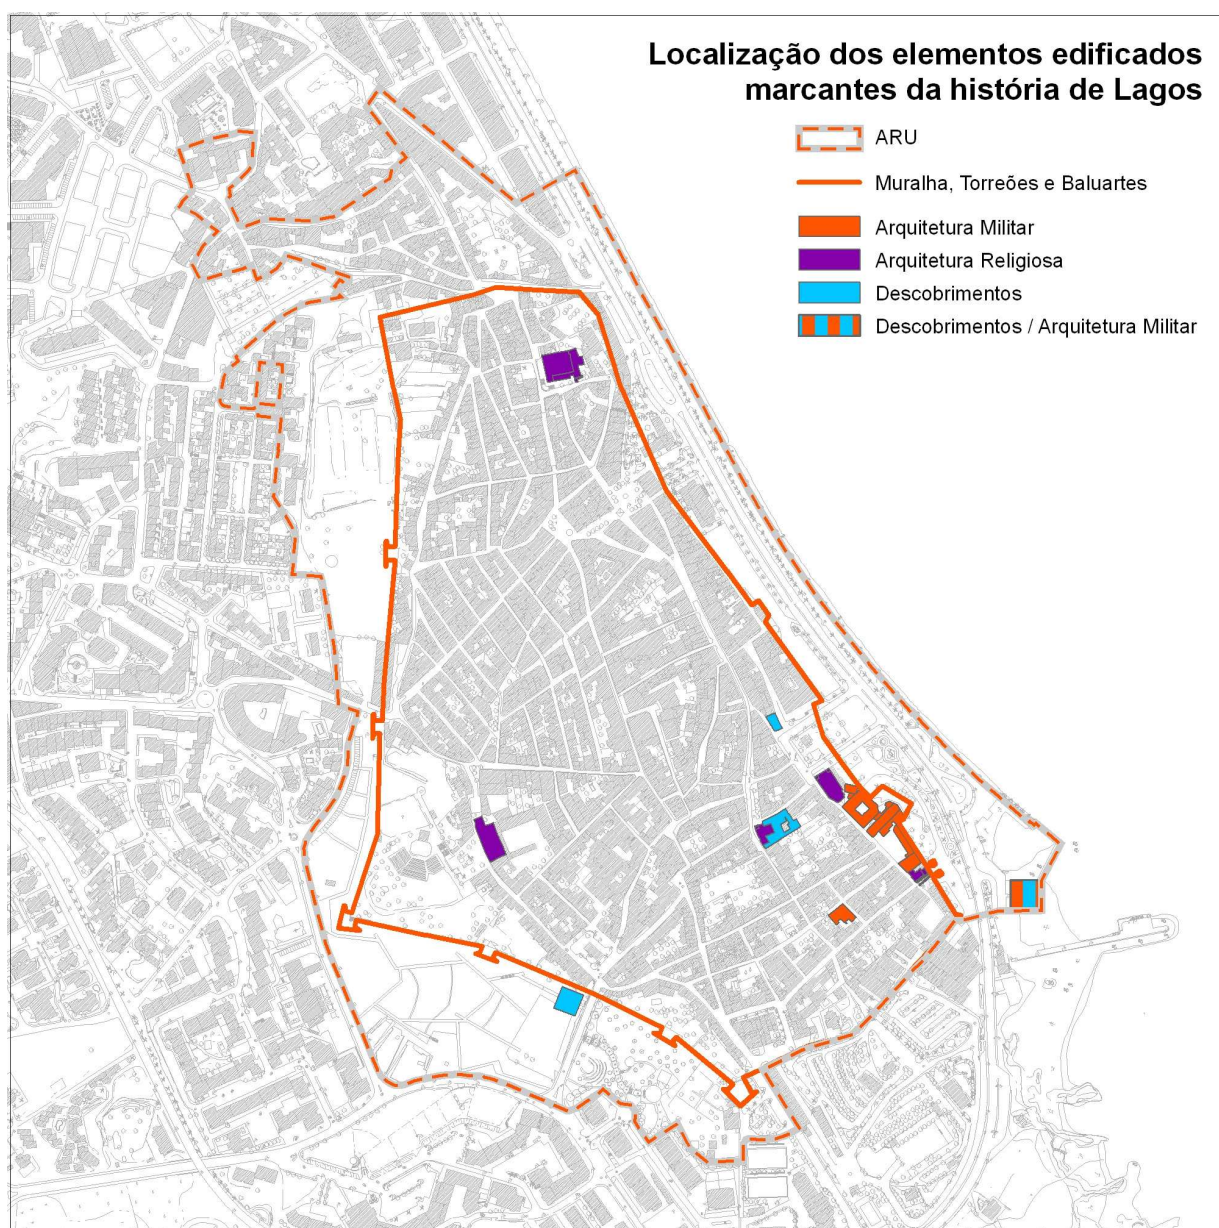 Localização dos elementos edificados
marcantes da história de Lagos
ARU
Muralha, Torreões e Baluartes
Arquitetura Militar
Arquitetura Religiosa
Descobrimentos
Descobrimentos / Arquitetura Militar